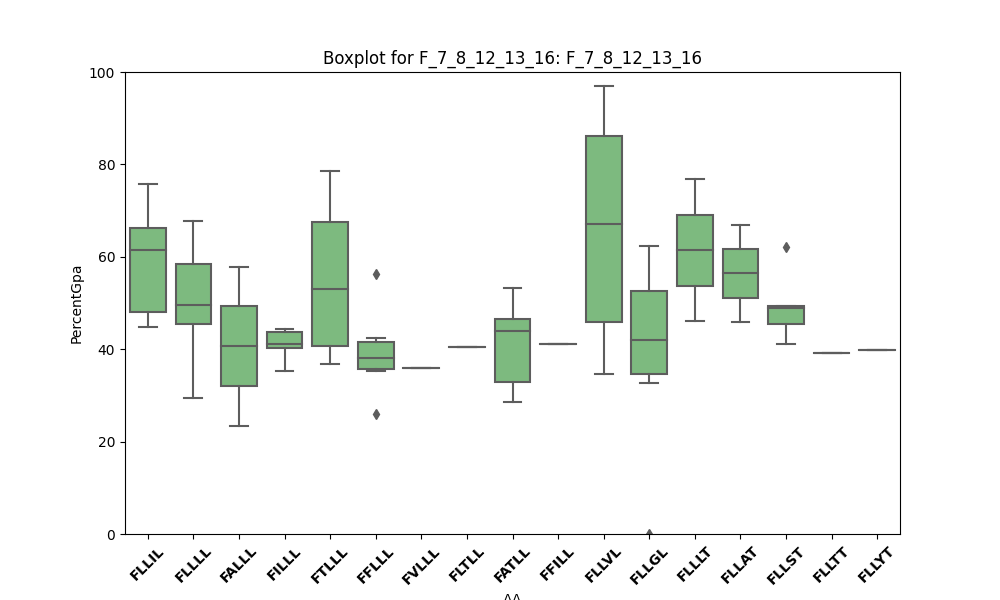 Boxplot for F_7_8_12_13_16: F_7_8_12_13_16
100
80
60
40
20
0
PercentGpa
FLLIL
FLLLL
FALLL
FILLL
FTLLL
FFLLL
FVLLL
FLTLL
FATLL
FFILL
FLLVL
FLLGL
FLLLT
FLLAT
FLLST
FLLTT
FLLYT
AA